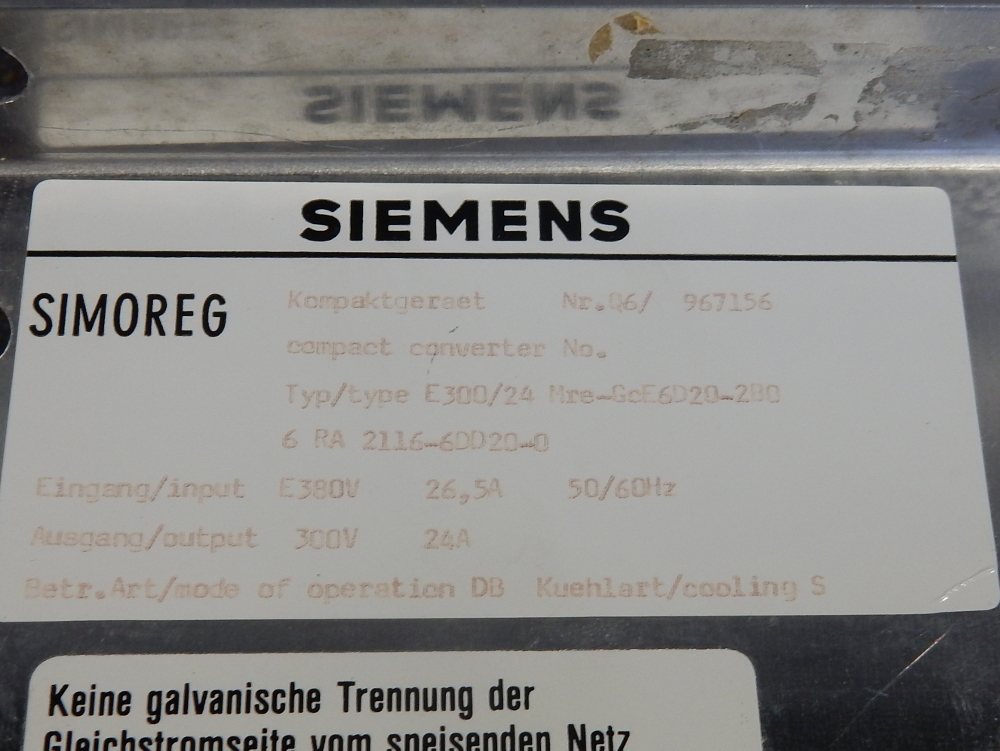 SIEMENS
SIEMENS
SIMOREG
Kompaktgeraet Nr.Q6/ 967156
compact converter No.
Typ/type E300/24 Mre-GcE6D20-2B0
6 RA 2116-6DD20-0
Eingang/input E380V 26,5A 50/60Hz
Ausgang/output 300V 24A
Betr.Art/mode of operation DB Kuehlart/cooling S
Keine galvanische Trennung der
Gleichstromseite vom speisenden Netz